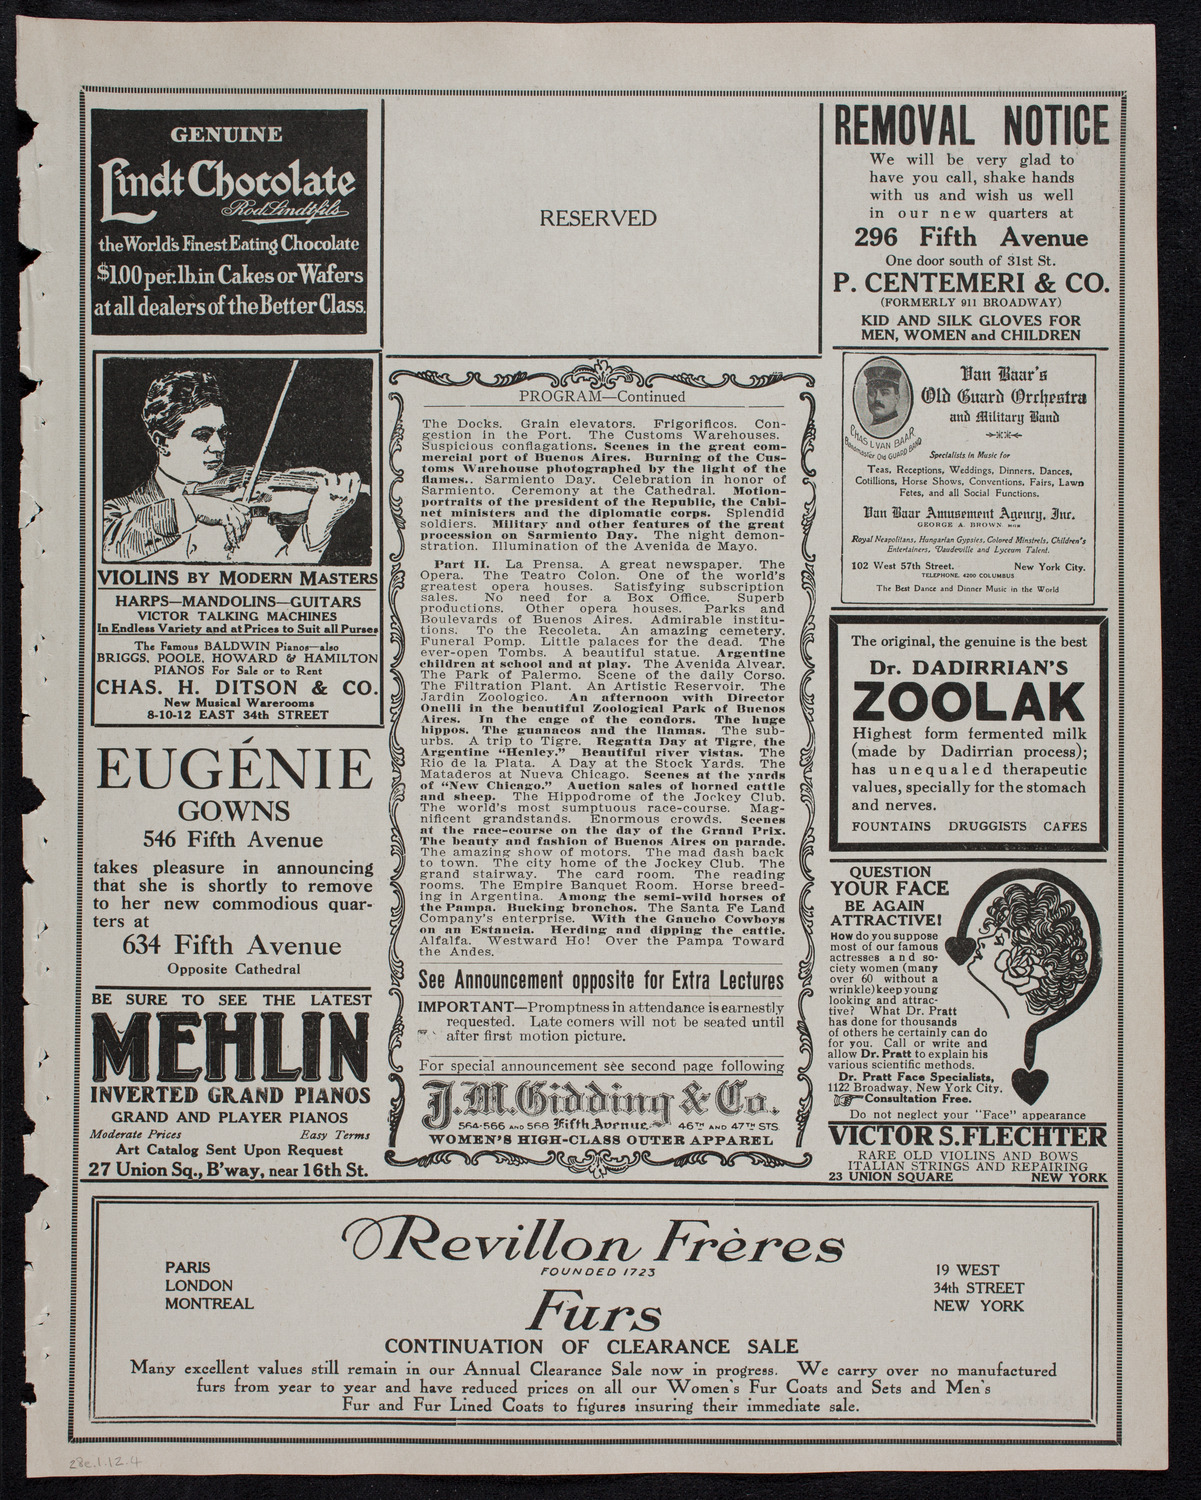 GENUINE
Lindt Chocolate
Rod. Lindt fils
the World's Finest Eating Chocolate
$1.00 per. lb. in Cakes or Wafers
at all dealers of the Better Class.
VIOLINS BY MODERN MASTERS
HARPS—MANDOLINS—GUITARS
VICTOR TALKING MACHINES
In Endless Variety and at Prices to Suit all Purses
The Famous BALDWIN Pianos—also
BRIGGS, POOLE, HOWARD & HAMILTON
PIANOS For Sale or to Rent
CHAS. H. DITSON & CO.
New Musical Warerooms
8-10-12 EAST 34th STREET
EUGÉNIE
GOWNS
546 Fifth Avenue
takes pleasure in announcing
that she is shortly to remove
to her new commodious quar-
ters at
634 Fifth Avenue
Opposite Cathedral
BE SURE TO SEE THE LATEST
MEHLIN
INVERTED GRAND PIANOS
GRAND AND PLAYER PIANOS
Moderate Prices Easy Terms
Art Catalog Sent Upon Request
27 Union Sq., B'way, near 16th St.
RESERVED
PROGRAM—Continued
The Docks. Grain elevators. Frigorificos. Con-
gestion in the Port. The Customs Warehouses.
Suspicious conflagations. Scenes in the great com-
mercial port of Buenos Aires. Burning of the Cus-
toms Warehouse photographed by the light of the
flames.. Sarmiento Day. Celebration in honor of
Sarmiento. Ceremony at the Cathedral. Motion-
portraits of the president of the Republic, the Cabi-
net ministers and the diplomatic corps. Splendid
soldiers. Military and other features of the great
procession on Sarmiento Day. The night demon-
stration. Illumination of the Avenida de Mayo.
Part II. La Prensa. A great newspaper. The
Opera. The Teatro Colon. One of the world's
greatest opera houses. Satisfying subscription
sales. No need for a Box Office. Superb
productions. Other opera houses. Parks and
Boulevards of Buenos Aires. Admirable institu-
tions. To the Recoleta. An amazing cemetery.
Funeral Pomp. Little palaces for the dead. The
ever-open Tombs. A beautiful statue. Argentine
children at school and at play. The Avenida Alvear.
The Park of Palermo. Scene of the daily Corso.
The Filtration Plant. An Artistic Reservoir. The
Jardin Zoologico. An afternoon with Director
Onelli in the beautiful Zoological Park of Buenos
Aires. In the cage of the condors. The huge
hippos. The guanacos and the llamas. The sub-
urbs. A trip to Tigre. Regatta Day at Tigre, the
Argentine "Henley." Beautiful river vistas. The
Rio de la Plata. A Day at the Stock Yards. The
Mataderos at Nueva Chicago. Scenes at the yards
of "New Chicago." Auction sales of horned cattle
and sheep. The Hippodrome of the Jockey Club.
The world's most sumptuous race-course. Mag-
nificent grandstands. Enormous crowds. Scenes
at the race-course on the day of the Grand Prix.
The beauty and fashion of Buenos Aires on parade.
The amazing show of motors. The mad dash back
to town. The city home of the Jockey Club. The
grand stairway. The card room. The reading
rooms. The Empire Banquet Room. Horse breed-
ing in Argentina. Among the semi-wild horses of
the Pampa. Bucking bronchos. The Santa Fe Land
Company's enterprise. With the Gaucho Cowboys
on an Estancia. Herding and dipping the cattle.
Alfalfa. Westward Ho! Over the Pampa Toward
the Andes.
See Announcement opposite for Extra Lectures
IMPORTANT—Promptness in attendance is earnestly
requested. Late comers will not be seated until
after first motion picture.
For special announcement see second page following
J. M. Gidding & Co.
564-566 AND 568 Fifth Avenue 46TH AND 47TH STS.
WOMEN'S HIGH-CLASS OUTER APPAREL
REMOVAL NOTICE
We will be very glad to
have you call, shake hands
with us and wish us well
in our new quarters at
296 Fifth Avenue
One door south of 31st St.
P. CENTEMERI & CO.
(FORMERLY 911 BROADWAY)
KID AND SILK GLOVES FOR
MEN, WOMEN and CHILDREN
Van Baar's
Old Guard Orchestra
and Military Band
CHAS L VAN BAAR
Bandmaster Old GUARD BAND
Specialists in Music for
Teas, Receptions, Weddings, Dinners, Dances,
Cotillions, Horse Shows, Conventions, Fairs, Lawn
Fetes, and all Social Functions.
Van Baar Amusement Agency, Inc.
GEORGE A. BROWN MGR
Royal Neapolitans, Hungarian Gypsies, Colored Minstrels, Children's
Entertainers, Vaudeville and Lyceum Talent.
102 West 57th Street. New York City.
TELEPHONE, 4200 COLUMBUS
The Best Dance and Dinner Music in the World
The original, the genuine is the best
Dr. DADIRRIAN'S
ZOOLAK
Highest form fermented milk
(made by Dadirrian process);
has unequaled therapeutic
values, specially for the stomach
and nerves.
FOUNTAINS DRUGGISTS CAFES
QUESTION
YOUR FACE
BE AGAIN
ATTRACTIVE!
How do you suppose
most of our famous
actresses and so-
ciety women (many
over 60 without a
wrinkle) keep young
looking and attrac-
tive? What Dr. Pratt
has done for thousands
of others he certainly can do
for you. Call or write and
allow Dr. Pratt to explain his
various scientific methods.
Dr. Pratt Face Specialists,
1122 Broadway, New York City.
Consultation Free.
Do not neglect your "Face" appearance
VICTOR S. FLECHTER
RARE OLD VIOLINS AND BOWS
ITALIAN STRINGS AND REPAIRING
23 UNION SQUARE NEW YORK
Revillon Frères
FOUNDED 1723
PARIS
LONDON
MONTREAL
19 WEST
34th STREET
NEW YORK
Furs
CONTINUATION OF CLEARANCE SALE
Many excellent values still remain in our Annual Clearance Sale now in progress. We carry over no manufactured
furs from year to year and have reduced prices on all our Women's Fur Coats and Sets and Men's
Fur and Fur Lined Coats to figures insuring their immediate sale.
28c.1.12.4